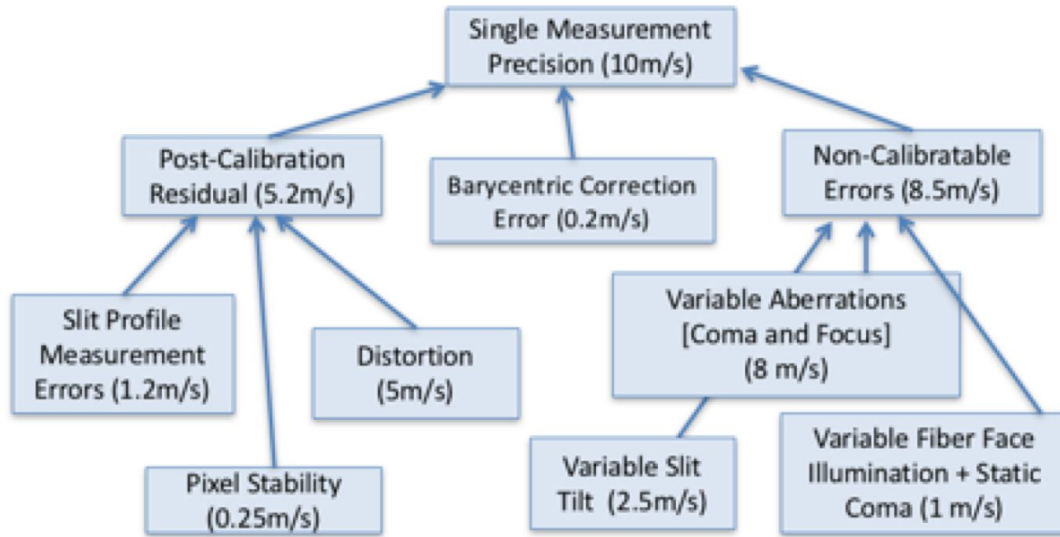 Single Measurement
Precision (10m/s)
Post-Calibration
Residual (5.2m/s)
Barycentric Correction
Error (0.2m/s)
Non-Calibratable
Errors (8.5m/s)
Slit Profile
Measurement
Errors (1.2m/s)
Distortion
(5m/s)
Variable Aberrations
[Coma and Focus]
(8 m/s)
Pixel Stability
(0.25m/s)
Variable Slit
Tilt (2.5m/s)
Variable Fiber Face
Illumination + Static
Coma (1 m/s)